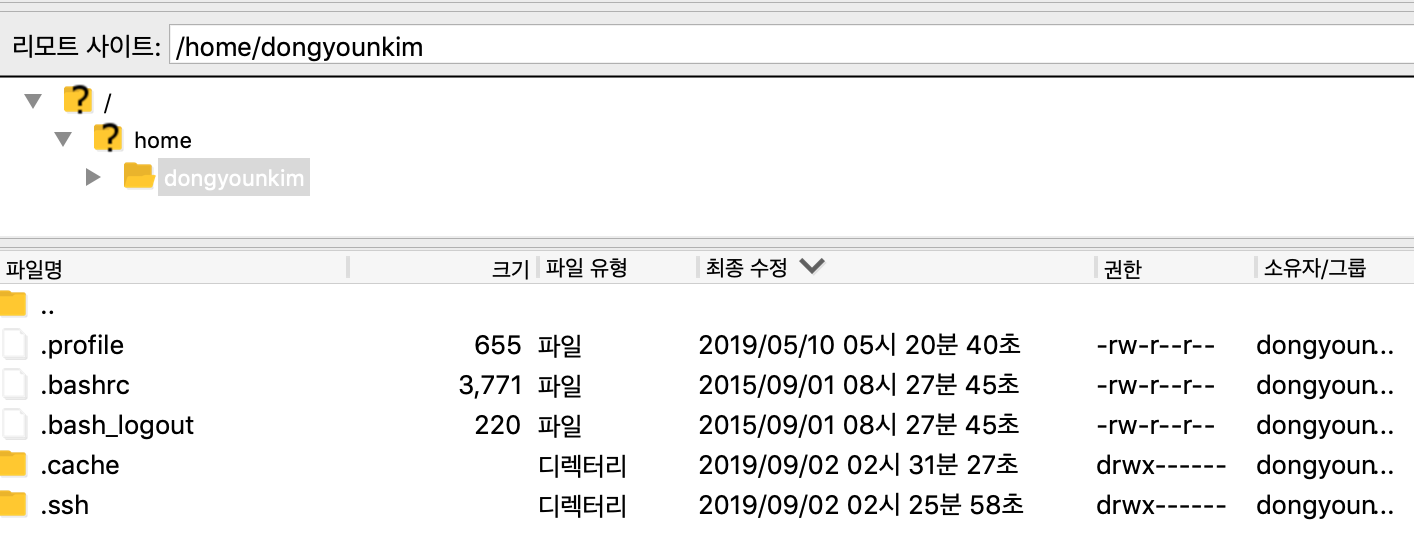 리모트 사이트: /home/dongyounkim
/
home
dongyounkim
파일명 크기 파일 유형 최종 수정 권한 소유자/그룹
..
.profile 655 파일 2019/05/10 05시 20분 40초 -rw-r--r-- dongyoun...
.bashrc 3,771 파일 2015/09/01 08시 27분 45초 -rw-r--r-- dongyoun...
.bash_logout 220 파일 2015/09/01 08시 27분 45초 -rw-r--r-- dongyoun...
.cache 디렉터리 2019/09/02 02시 31분 27초 drwx------ dongyoun...
.ssh 디렉터리 2019/09/02 02시 25분 58초 drwx------ dongyoun...